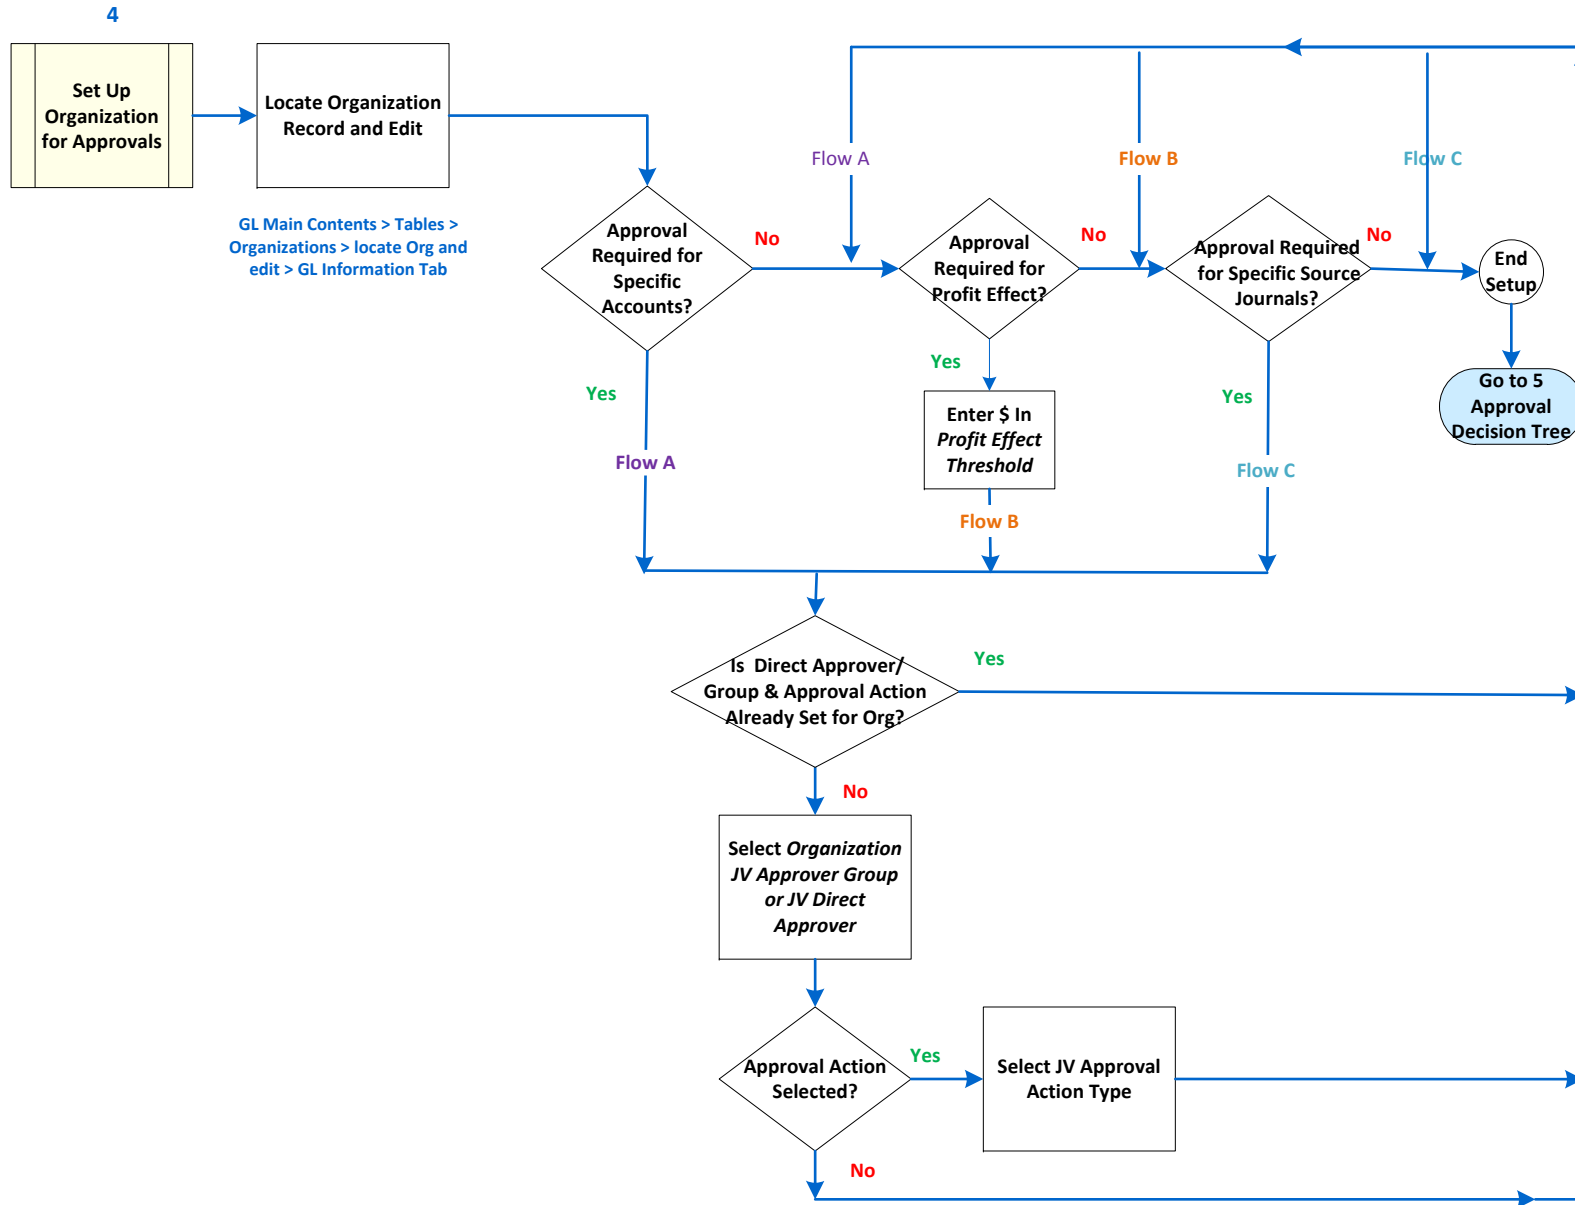 4
Set Up
Organization
for Approvals
Locate Organization
Record and Edit
GL Main Contents > Tables >
Organizations > locate Org and
edit > GL Information Tab
Approval
Required for
Specific
Accounts?
No
Yes
Flow A
Flow A
Approval
Required for
Profit Effect?
No
Yes
Enter $ In
Profit Effect
Threshold
Flow B
Flow B
Approval Required
for Specific Source
Journals?
No
Yes
Flow C
Flow C
End
Setup
Go to 5
Approval
Decision Tree
Is Direct Approver/
Group & Approval Action
Already Set for Org?
Yes
No
Select Organization
JV Approver Group
or JV Direct
Approver
Approval Action
Selected?
Yes
Select JV Approval
Action Type
No